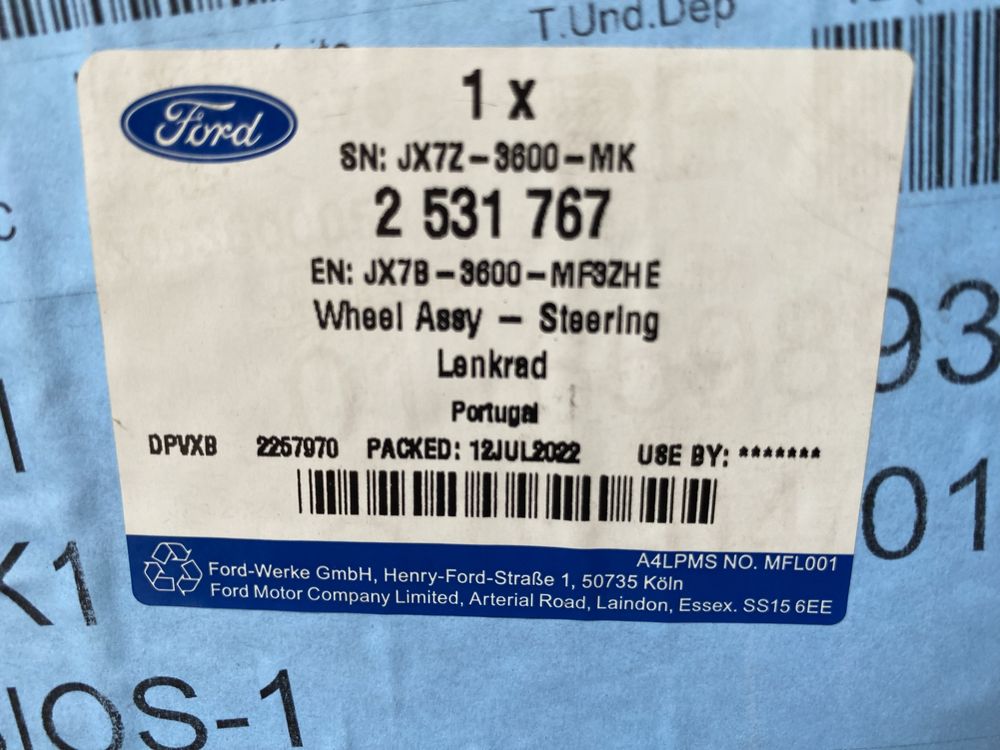 T.Und.Dep
Ford
1 x
SN: JX7Z-3600-MK
2 531 767
EN: JX7B-3600-MF3ZHE
Wheel Assy - Steering
Lenkrad
Portugal
DPVXB 2257970 PACKED: 12JUL2022 USE BY: *******
A4LPMS NO. MFL001
Ford-Werke GmbH, Henry-Ford-Straße 1, 50735 Köln
Ford Motor Company Limited, Arterial Road, Laindon, Essex. SS15 6EE
93
01
X1
IOS-1